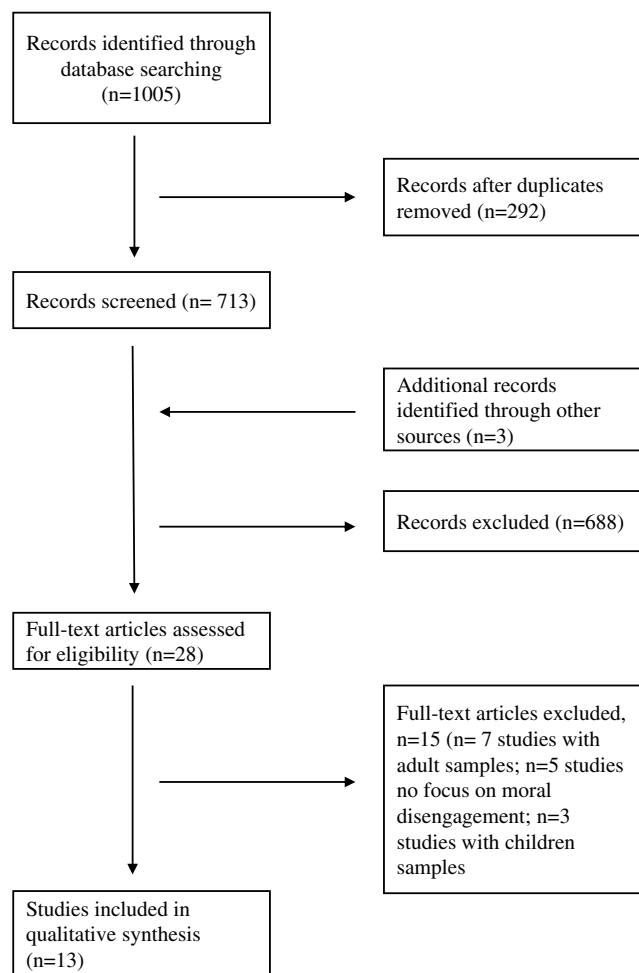 Records identified through
database searching
(n=1005)
Records after duplicates
removed (n=292)
Records screened (n= 713)
Additional records
identified through other
sources (n=3)
Records excluded (n=688)
Full-text articles assessed
for eligibility (n=28)
Full-text articles excluded,
n=15 (n= 7 studies with
adult samples; n=5 studies
no focus on moral
disengagement; n=3
studies with children
samples
Studies included in
qualitative synthesis
(n=13)